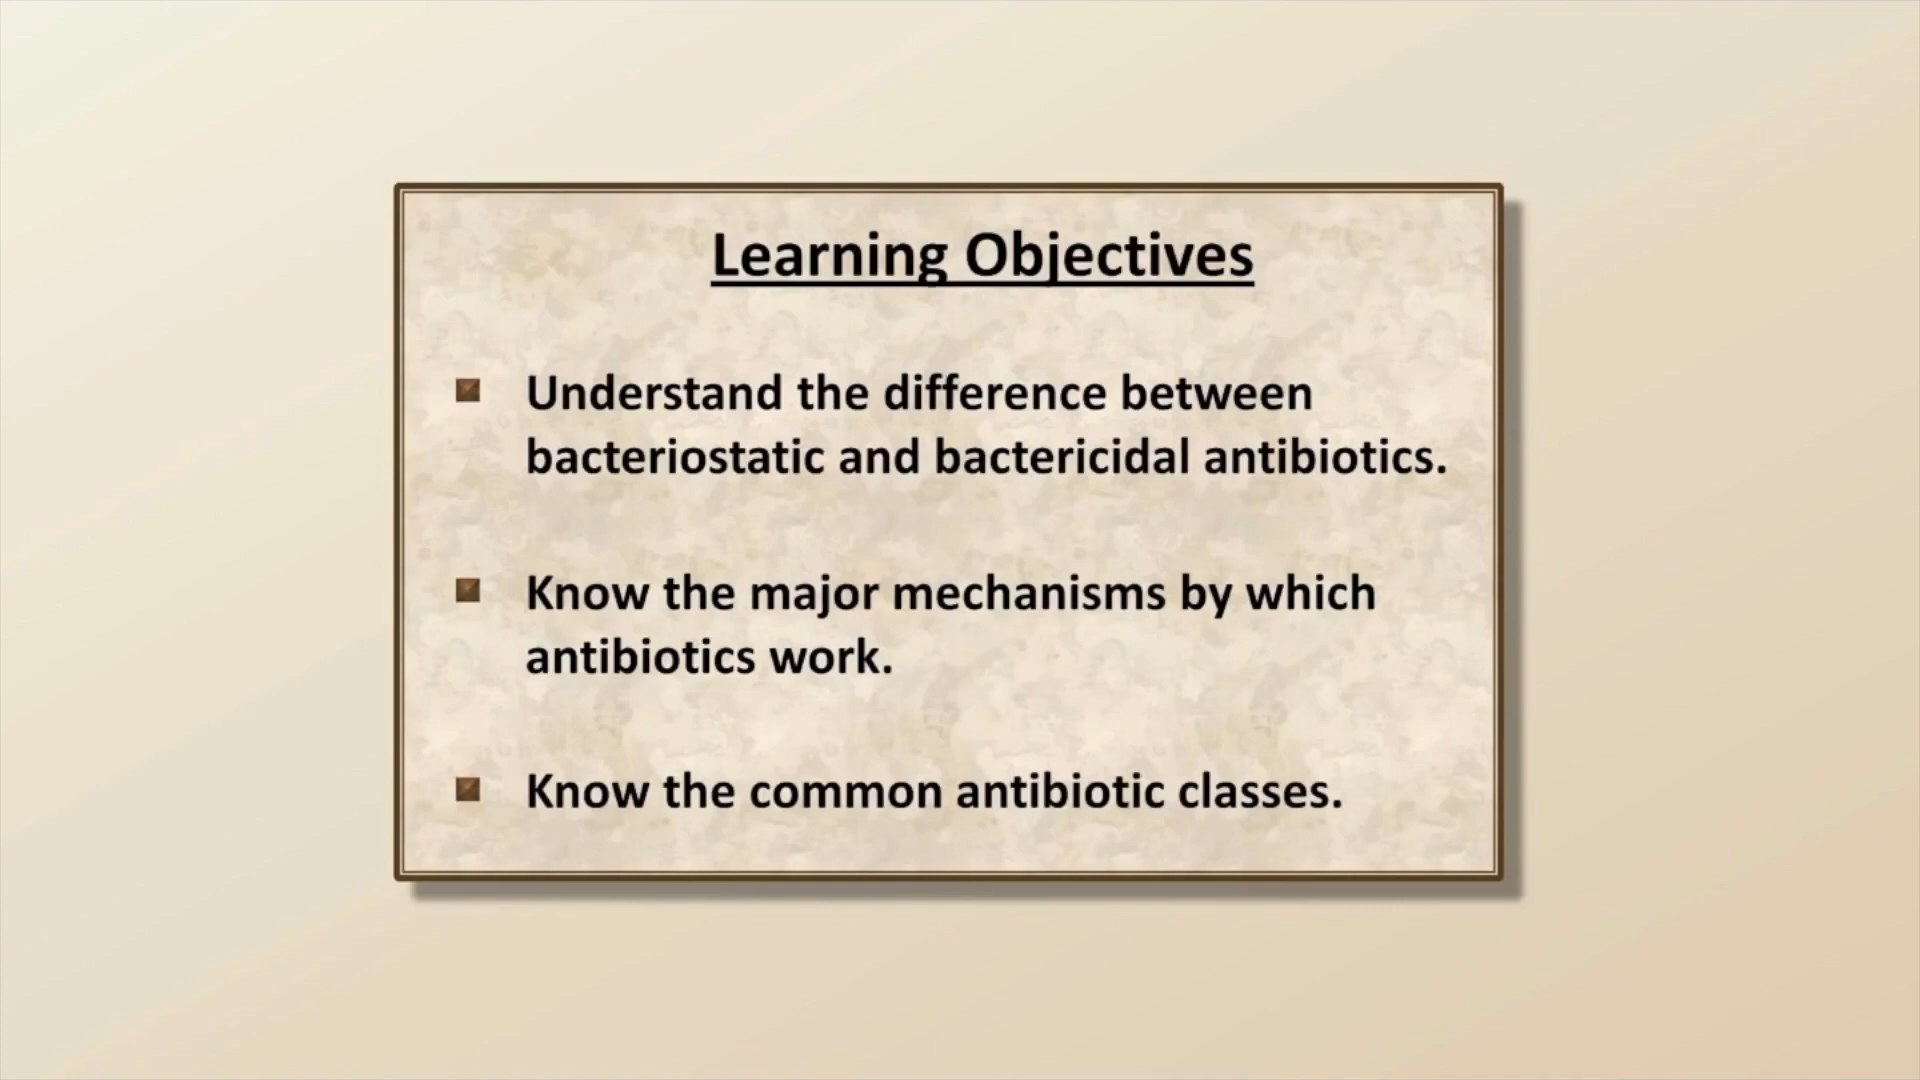 Learning Objectives
Understand the difference between
bacteriostatic and bactericidal antibiotics.
Know the major mechanisms by which
antibiotics work.
Know the common antibiotic classes.